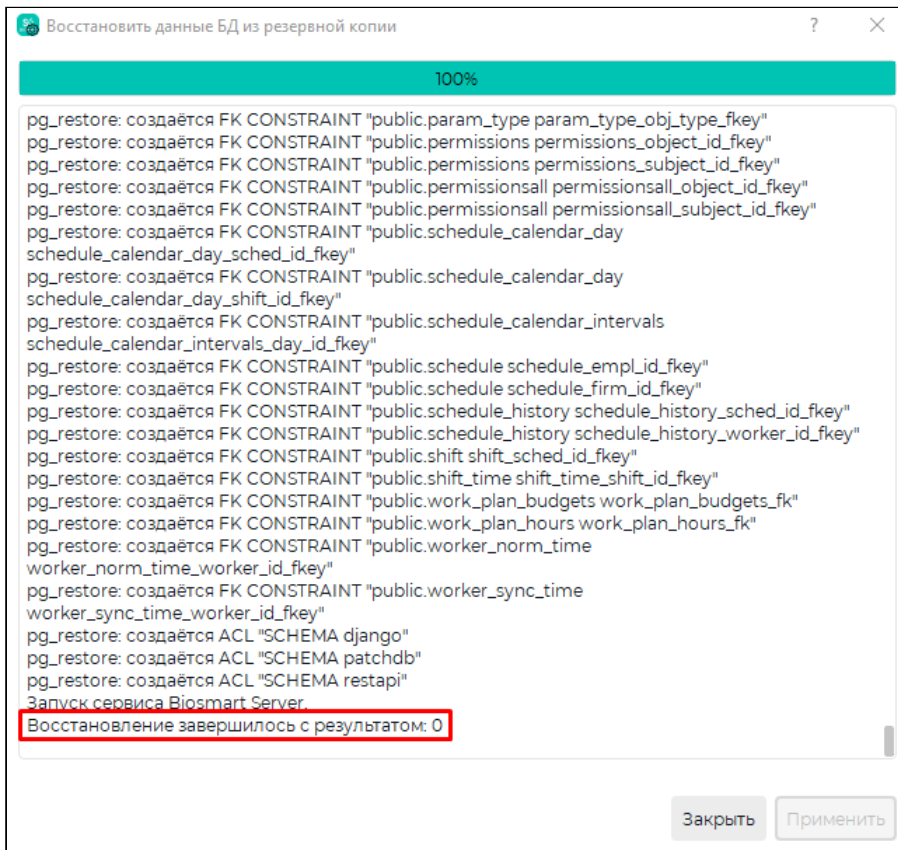 Восстановить данные БД из резервной копии
?
100%
pg_restore: создаётся FK CONSTRAINT "public.param_type param_type_obj_type_fkey"
pg_restore: создаётся FK CONSTRAINT "public.permissions permissions_object_id_fkey"
pg_restore: создаётся FK CONSTRAINT "public.permissions permissions_subject_id_fkey"
pg_restore: создаётся FK CONSTRAINT "public.permissionsall permissionsall_object_id_fkey"
pg_restore: создаётся FK CONSTRAINT "public.permissionsall permissionsall_subject_id_fkey"
pg_restore: создаётся FK CONSTRAINT "public.schedule_calendar_day
schedule_calendar_day_sched_id_fkey"
pg_restore: создаётся FK CONSTRAINT "public.schedule_calendar_day
schedule_calendar_day_shift_id_fkey"
pg_restore: создаётся FK CONSTRAINT "public.schedule_calendar_intervals
schedule_calendar_intervals_day_id_fkey"
pg_restore: создаётся FK CONSTRAINT "public.schedule schedule_empl_id_fkey"
pg_restore: создаётся FK CONSTRAINT "public.schedule schedule_firm_id_fkey"
pg_restore: создаётся FK CONSTRAINT "public.schedule_history schedule_history_sched_id_fkey"
pg_restore: создаётся FK CONSTRAINT "public.schedule_history schedule_history_worker_id_fkey"
pg_restore: создаётся FK CONSTRAINT "public.shift shift_sched_id_fkey"
pg_restore: создаётся FK CONSTRAINT "public.shift_time shift_time_shift_id_fkey"
pg_restore: создаётся FK CONSTRAINT "public.work_plan_budgets work_plan_budgets_fk"
pg_restore: создаётся FK CONSTRAINT "public.work_plan_hours work_plan_hours_fk"
pg_restore: создаётся FK CONSTRAINT "public.worker_norm_time
worker_norm_time_worker_id_fkey"
pg_restore: создаётся FK CONSTRAINT "public.worker_sync_time
worker_sync_time_worker_id_fkey"
pg_restore: создаётся ACL "SCHEMA django"
pg_restore: создаётся ACL "SCHEMA patchdb"
pg_restore: создаётся ACL "SCHEMA restapi"
Запуск сервиса Biosmart Server.
Восстановление завершилось с результатом: 0
Закрыть
Применить